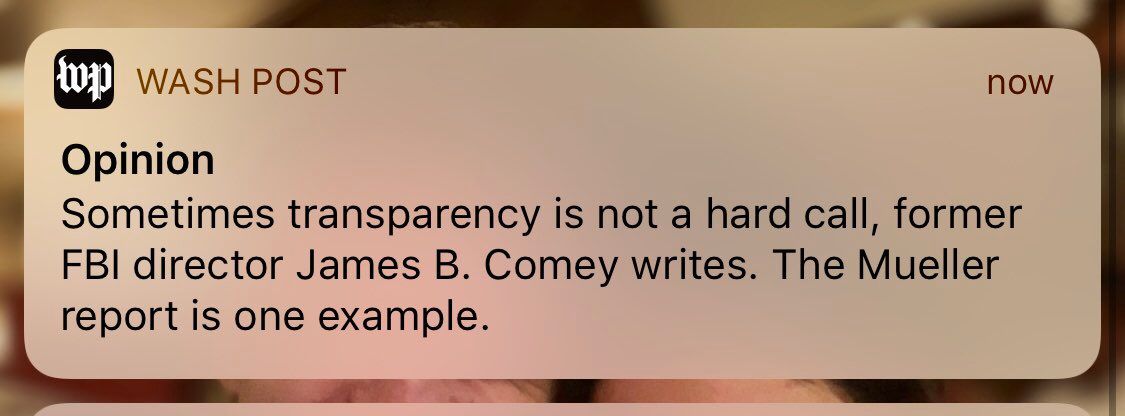 wp WASH POST now
Opinion
Sometimes transparency is not a hard call, former
FBI director James B. Comey writes. The Mueller
report is one example.